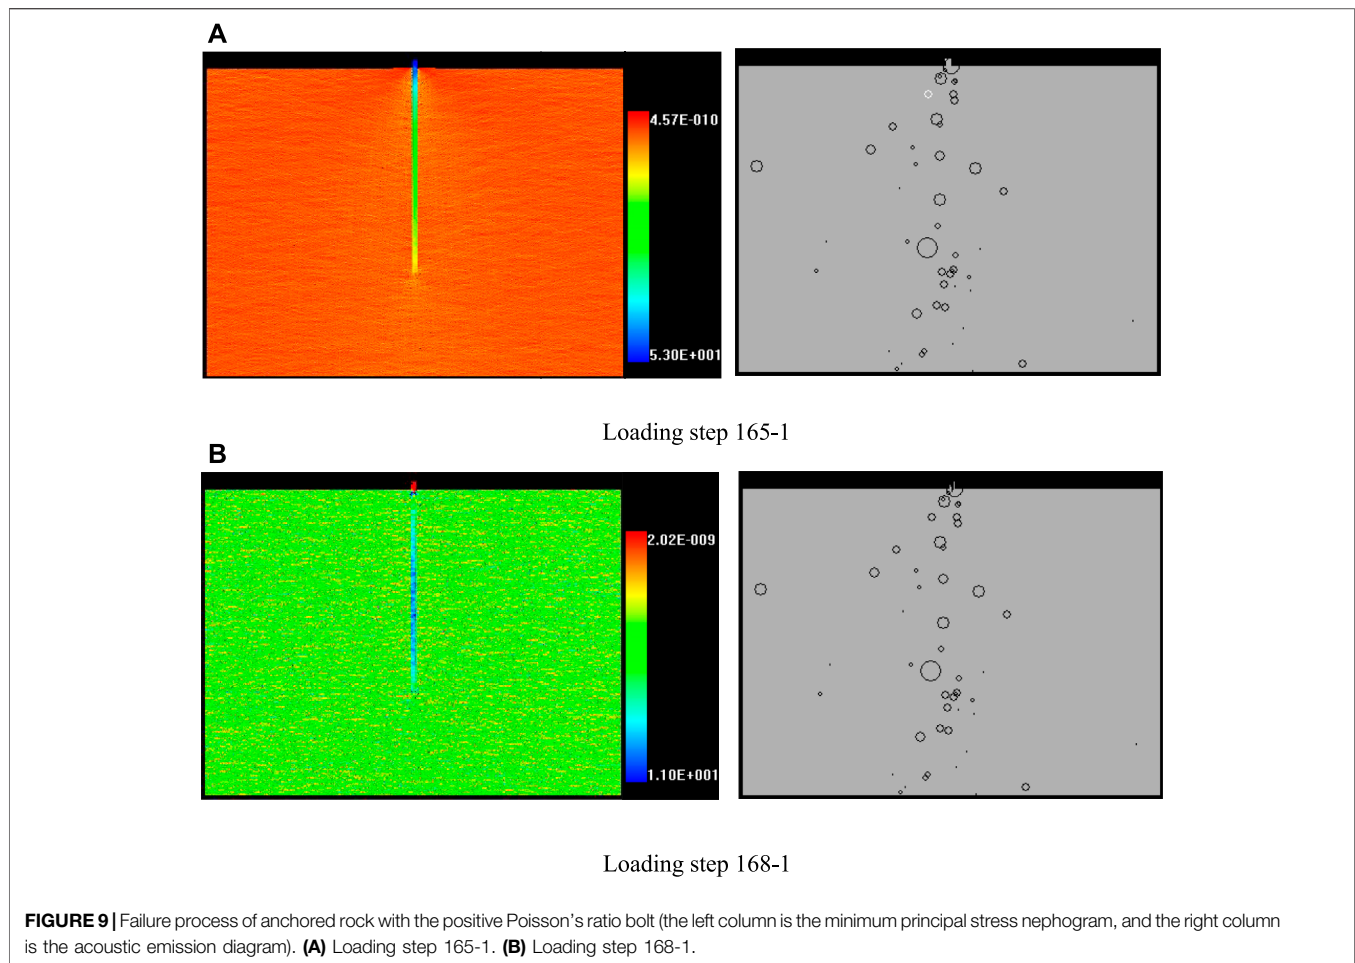 A
4.57E-010
5.30E+001
Loading step 165-1
B
2.02E-009
1.10E+001
Loading step 168-1
FIGURE 9 | Failure process of anchored rock with the positive Poisson's ratio bolt (the left column is the minimum principal stress nephogram, and the right column
is the acoustic emission diagram). (A) Loading step 165-1. (B) Loading step 168-1.